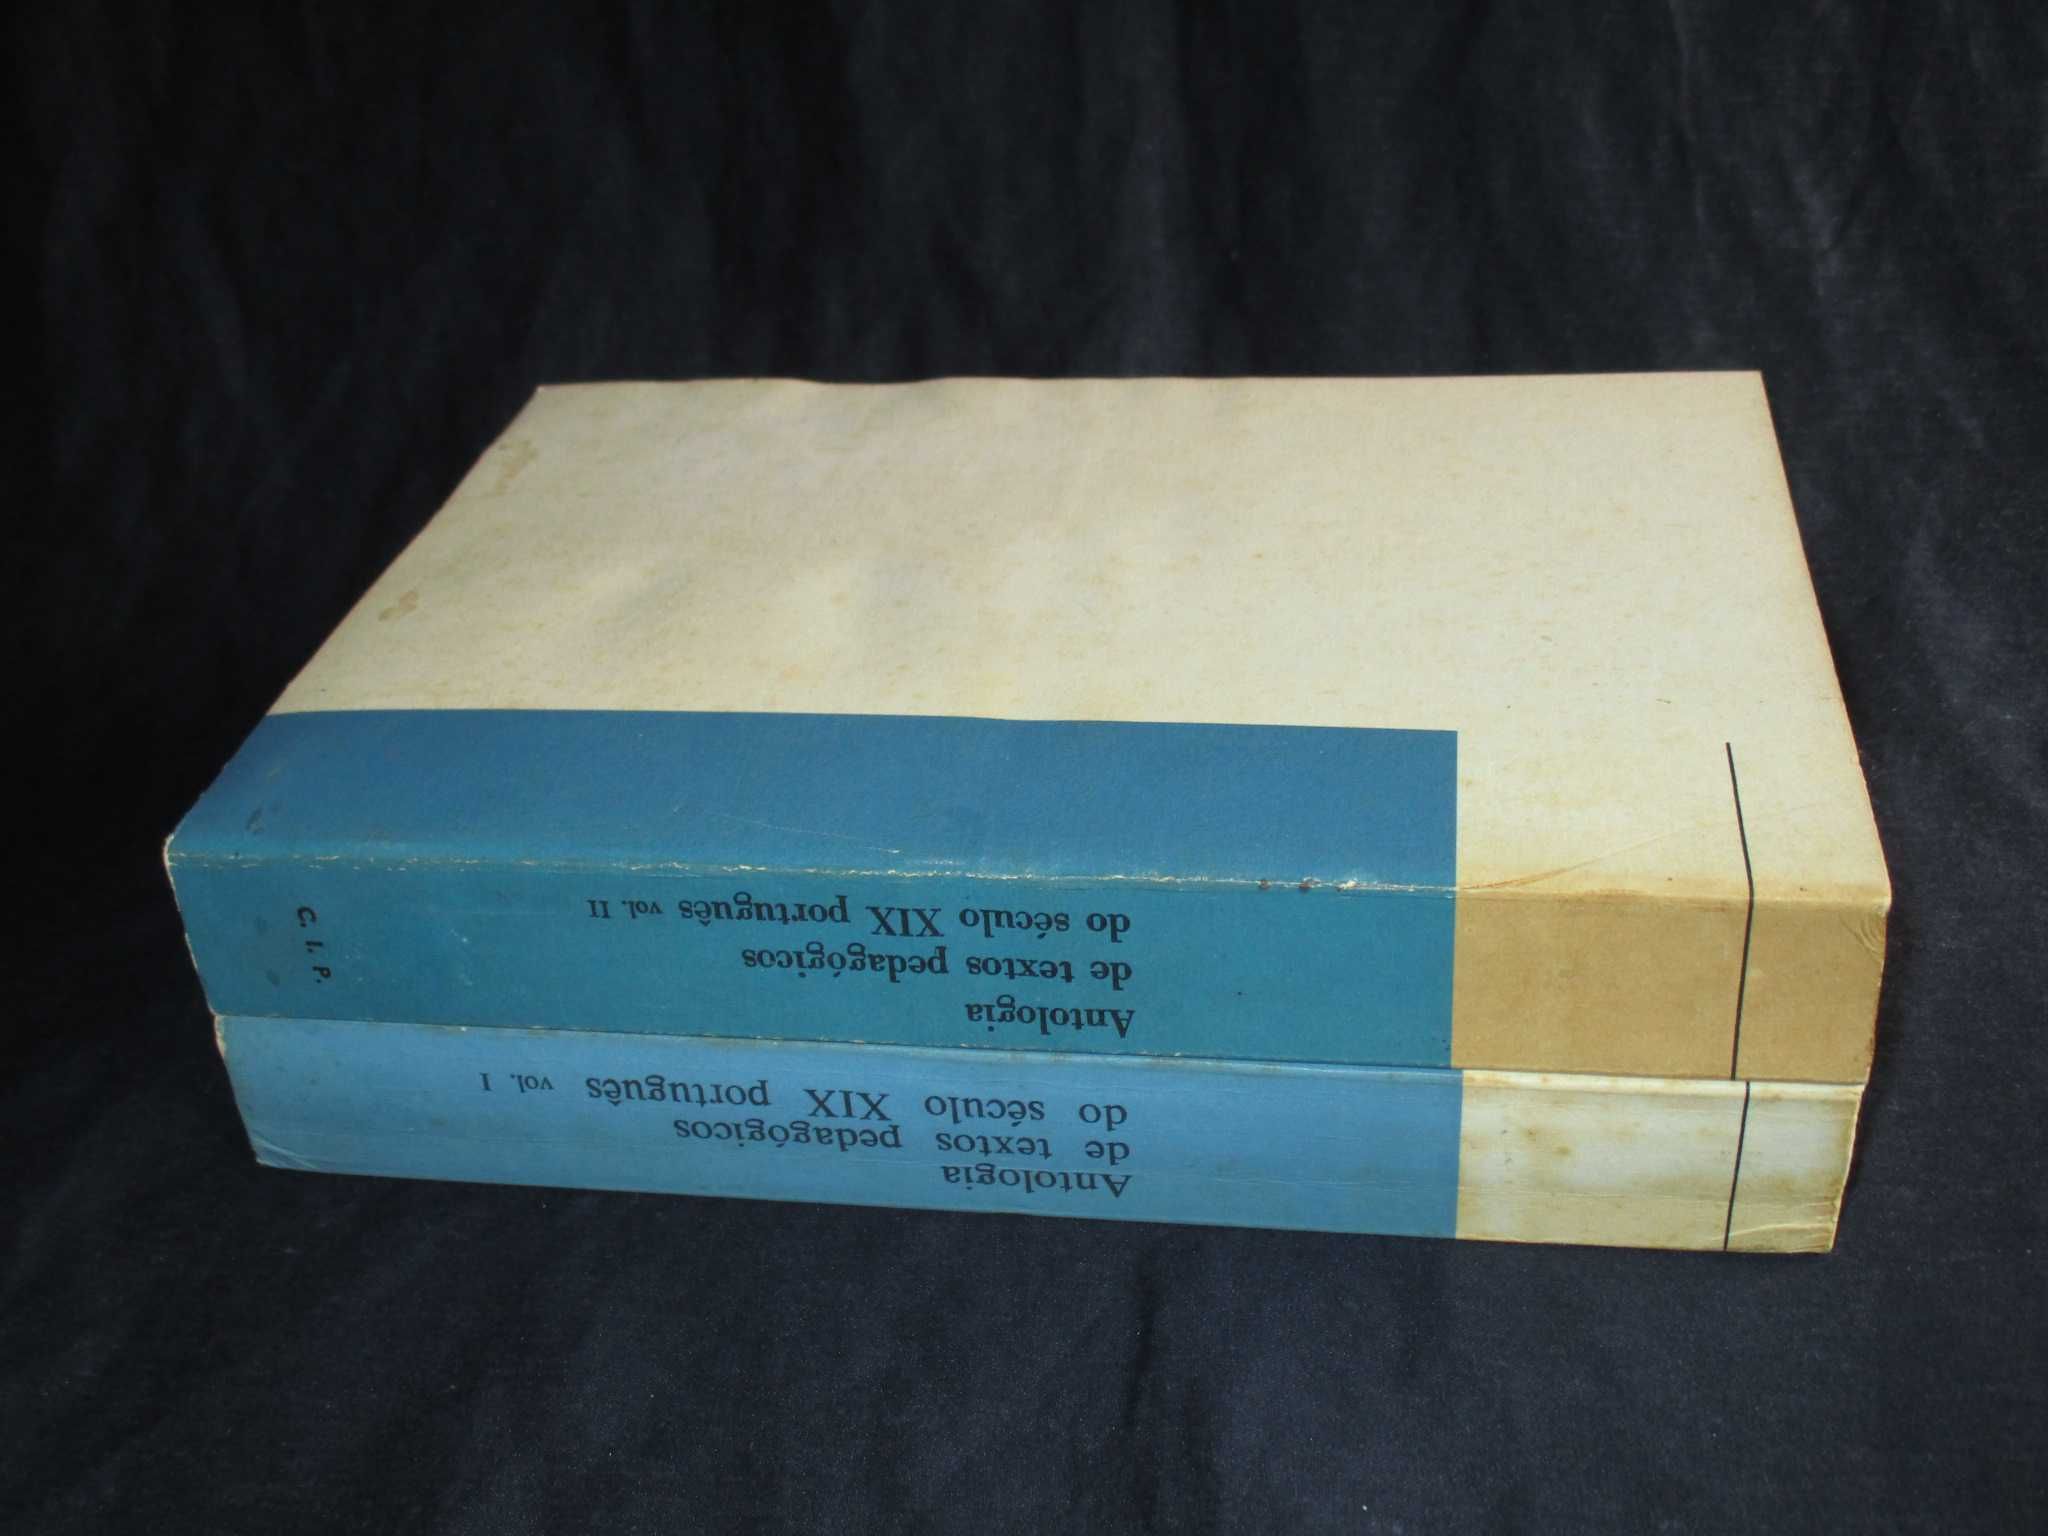 Antologia
de textos pedagógicos
do século XIX português vol. II
C. I. P.
Antologia
de textos pedagógicos
do século XIX português vol. I